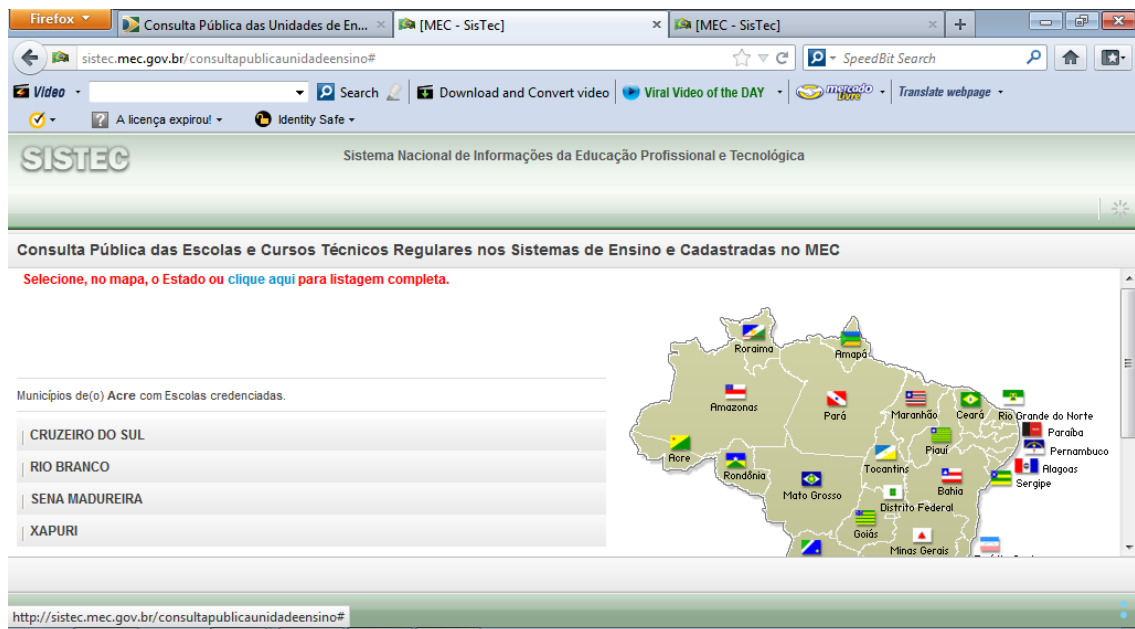 Firefox
Consulta Pública das Unidades de En...
[MEC - SisTec]
[MEC - SisTec]
sistec.mec.gov.br/consultapublicaunidadeensino#
SpeedBit Search
Video
Search
Download and Convert video
Viral Video of the DAY
mercado
livre
Translate webpage
A licença expirou!
Identity Safe
SISTEC
Sistema Nacional de Informações da Educação Profissional e Tecnológica
Consulta Pública das Escolas e Cursos Técnicos Regulares nos Sistemas de Ensino e Cadastradas no MEC
Selecione, no mapa, o Estado ou clique aqui para listagem completa.
Municípios de(o) Acre com Escolas credenciadas.
CRUZEIRO DO SUL
RIO BRANCO
SENA MADUREIRA
XAPURI
Roraima
Amapá
Amazonas
Pará
Maranhão
Ceará
Rio Grande do Norte
Paraíba
Pernambuco
Piauí
Acre
Rondônia
Tocantins
Alagoas
Sergipe
Mato Grosso
Bahia
Distrito Federal
Goiás
Minas Gerais
http://sistec.mec.gov.br/consultapublicaunidadeensino#